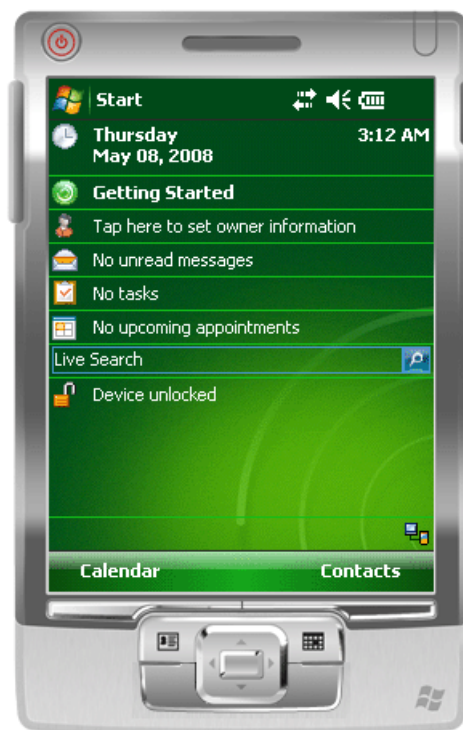 Start
Thursday 3:12 AM
May 08, 2008
Getting Started
Tap here to set owner information
No unread messages
No tasks
No upcoming appointments
Live Search
Device unlocked
Calendar Contacts